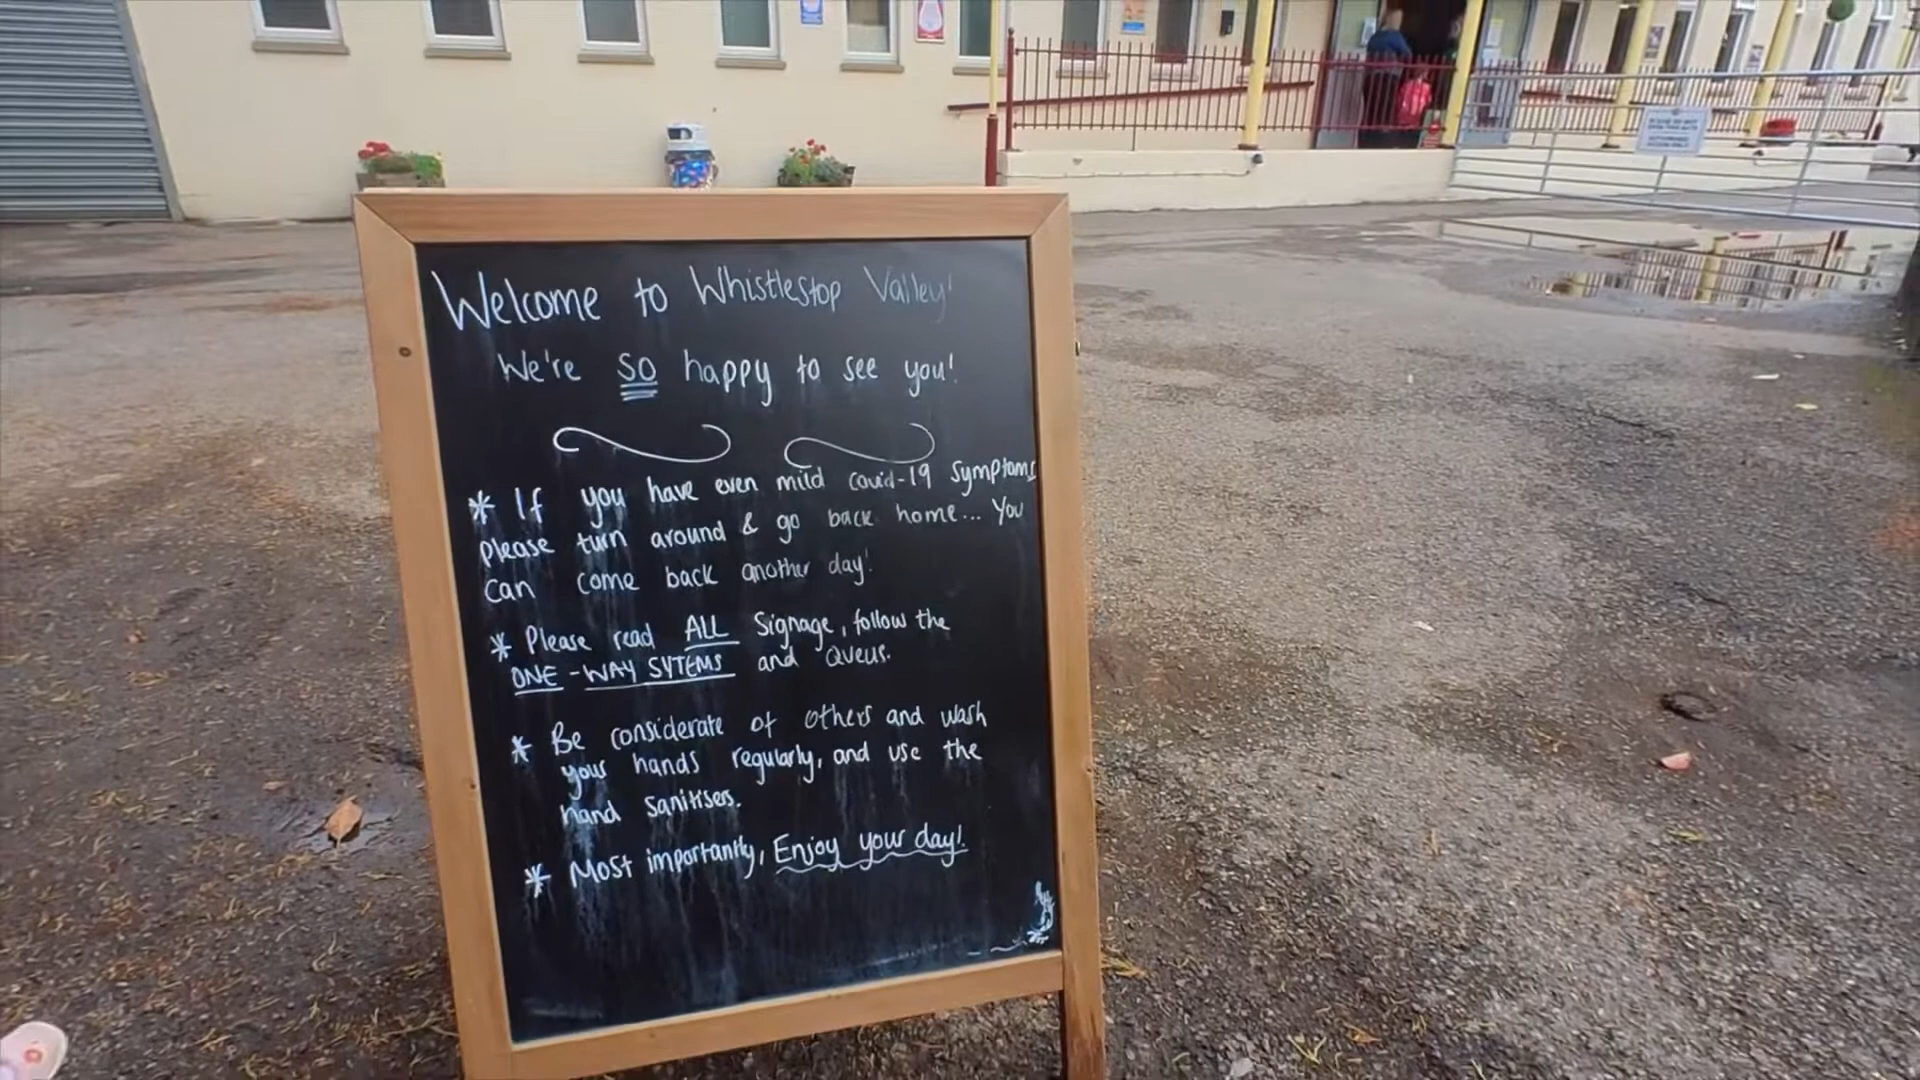 Welcome to Whistlestop Valley!
We're SO happy to see you!
* If you have even mild covid-19 symptoms
please turn around & go back home... You
can come back another day!
* Please read ALL Signage, follow the
ONE-WAY SYTEMS and Queus.
* Be considerate of others and wash
your hands regularly, and use the
hand sanitisers.
* Most importantly, Enjoy your day!